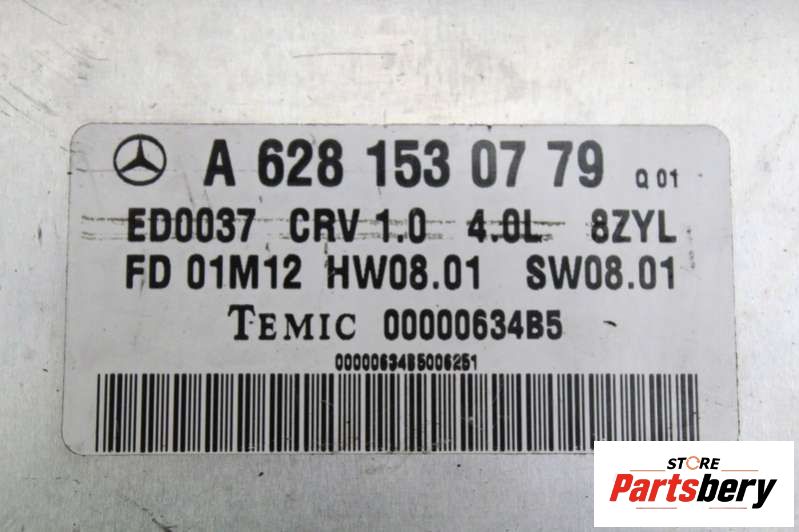 A 628 153 07 79 Q 01
ED0037 CRV 1.0 4.0L 8ZYL
FD 01M12 HW08.01 SW08.01
TEMIC 00000634B5
00000634B5006251
STORE
Partsbery